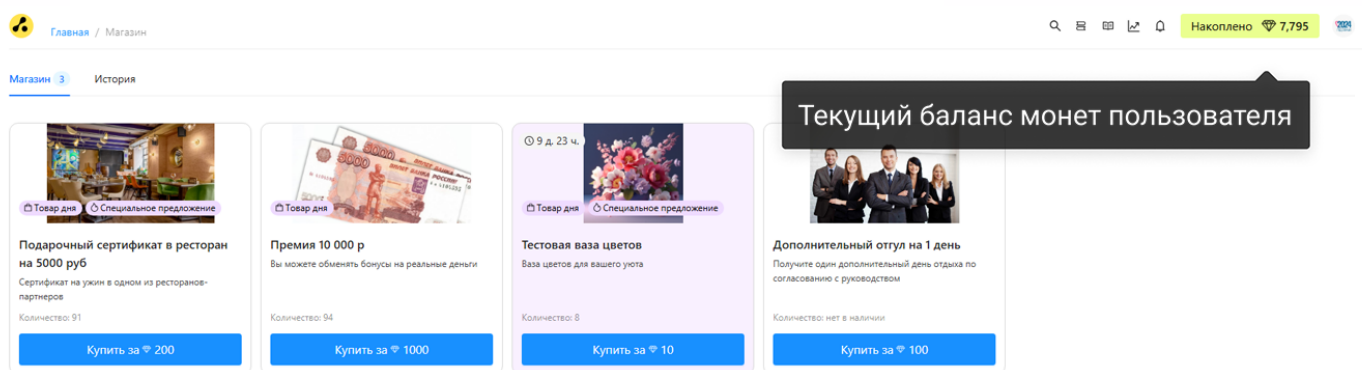 Главная / Магазин
Накоплено 7,795
Магазин 3
История
Текущий баланс монет пользователя
Товар дня
Специальное предложение
Подарочный сертификат в ресторан
на 5000 руб
Сертификат на ужин в одном из ресторанов-
партнеров
Количество: 91
Купить за 200
Товар дня
Премия 10 000 р
Вы можете обменять бонусы на реальные деньги
Количество: 94
Купить за 1000
9 д. 23 ч.
Товар дня
Специальное предложение
Тестовая ваза цветов
Ваза цветов для вашего уюта
Количество: 8
Купить за 10
Дополнительный отгул на 1 день
Получите один дополнительный день отдыха по
согласованию с руководством
Количество: нет в наличии
Купить за 100